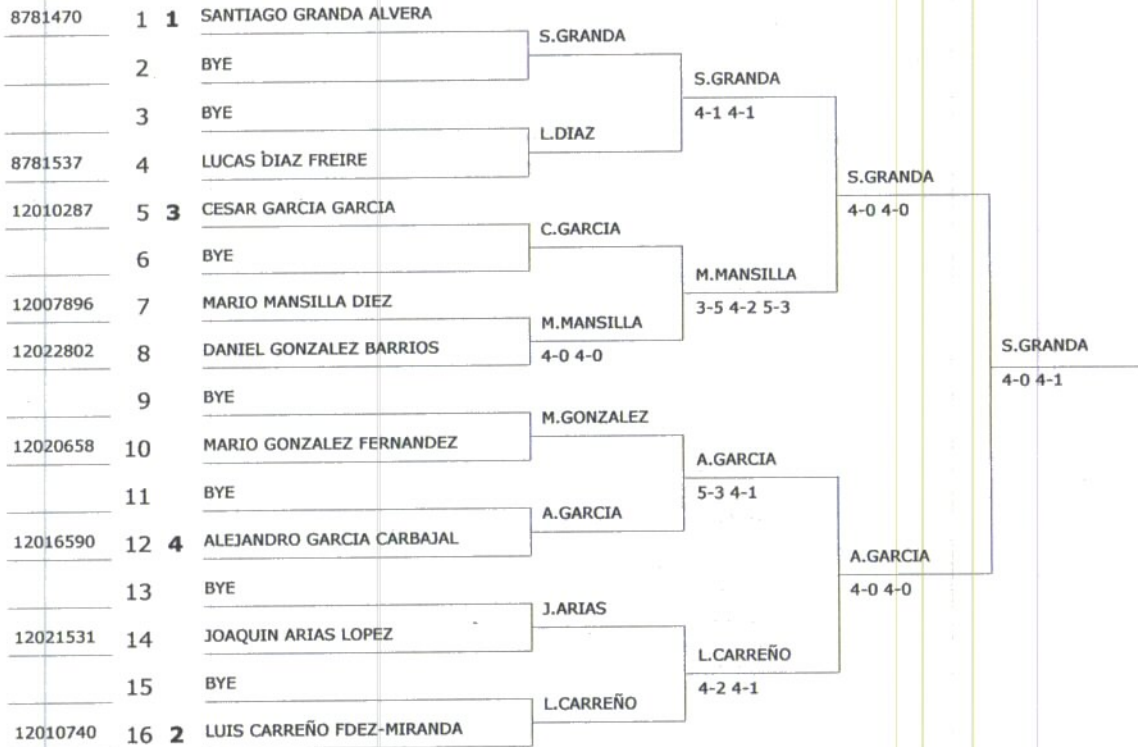 8781470 1 1 SANTIAGO GRANDA ALVERA
S.GRANDA
2 BYE
S.GRANDA
4-1 4-1
3 BYE
L.DIAZ
8781537 4 LUCAS DIAZ FREIRE
S.GRANDA
4-0 4-0
12010287 5 3 CESAR GARCIA GARCIA
C.GARCIA
6 BYE
M.MANSILLA
3-5 4-2 5-3
12007896 7 MARIO MANSILLA DIEZ
M.MANSILLA
4-0 4-0
12022802 8 DANIEL GONZALEZ BARRIOS
S.GRANDA
4-0 4-1
9 BYE
M.GONZALEZ
12020658 10 MARIO GONZALEZ FERNANDEZ
A.GARCIA
5-3 4-1
11 BYE
A.GARCIA
12016590 12 4 ALEJANDRO GARCIA CARBAJAL
A.GARCIA
4-0 4-0
13 BYE
J.ARIAS
12021531 14 JOAQUIN ARIAS LOPEZ
L.CARREÑO
4-2 4-1
15 BYE
L.CARREÑO
12010740 16 2 LUIS CARREÑO FDEZ-MIRANDA